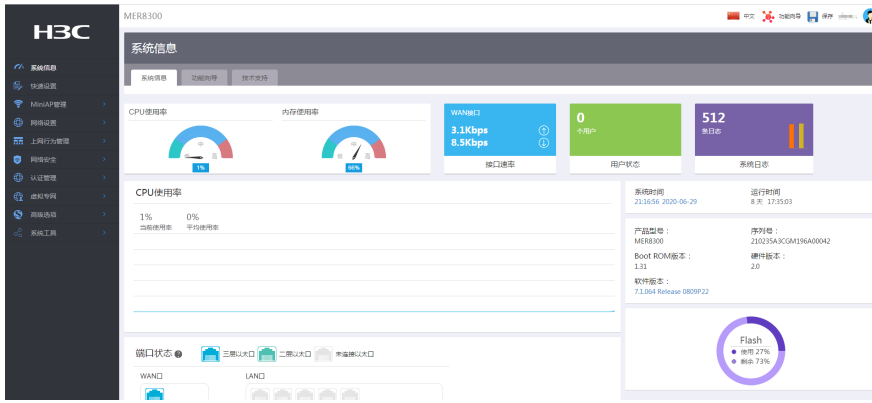 MER8300
中文
功能向导
保存
H3C
系统信息
快速设置
MiniAP管理
网络设置
上网行为管理
网络安全
认证管理
虚拟专网
高级选项
系统工具
系统信息
系统信息
功能向导
技术支持
CPU使用率
中
低
高
1%
内存使用率
中
低
高
66%
WAN接口
3.1Kbps
8.5Kbps
接口速率
0
个用户
用户状态
512
条日志
系统日志
CPU使用率
1%
当前使用率
0%
平均使用率
系统时间
21:16:56 2020-06-29
运行时间
8 天 17:35:03
产品型号：
MER8300
序列号：
210235A3CGM196A00042
Boot ROM版本：
1.31
硬件版本：
2.0
软件版本：
7.1.064 Release 0809P22
Flash
使用 27%
剩余 73%
端口状态
三层以太口
二层以太口
未连接以太口
WAN口
LAN口